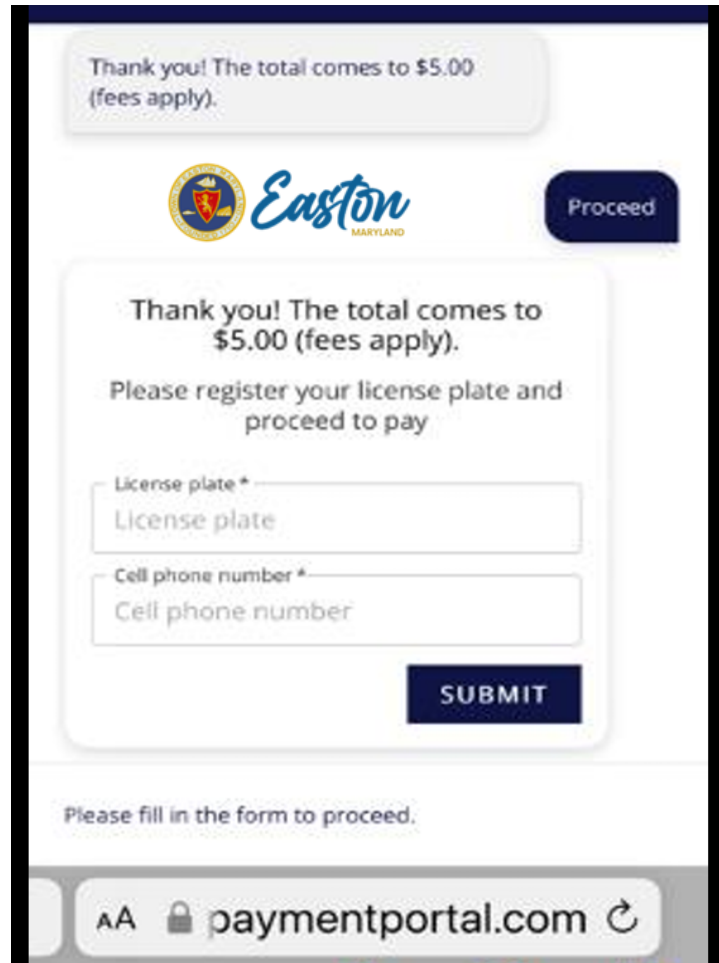 Thank you! The total comes to $5.00
(fees apply).
Easton
MARYLAND
Proceed
Thank you! The total comes to
$5.00 (fees apply).
Please register your license plate and
proceed to pay
License plate *
License plate
Cell phone number *
Cell phone number
SUBMIT
Please fill in the form to proceed.
AA paymentportal.com